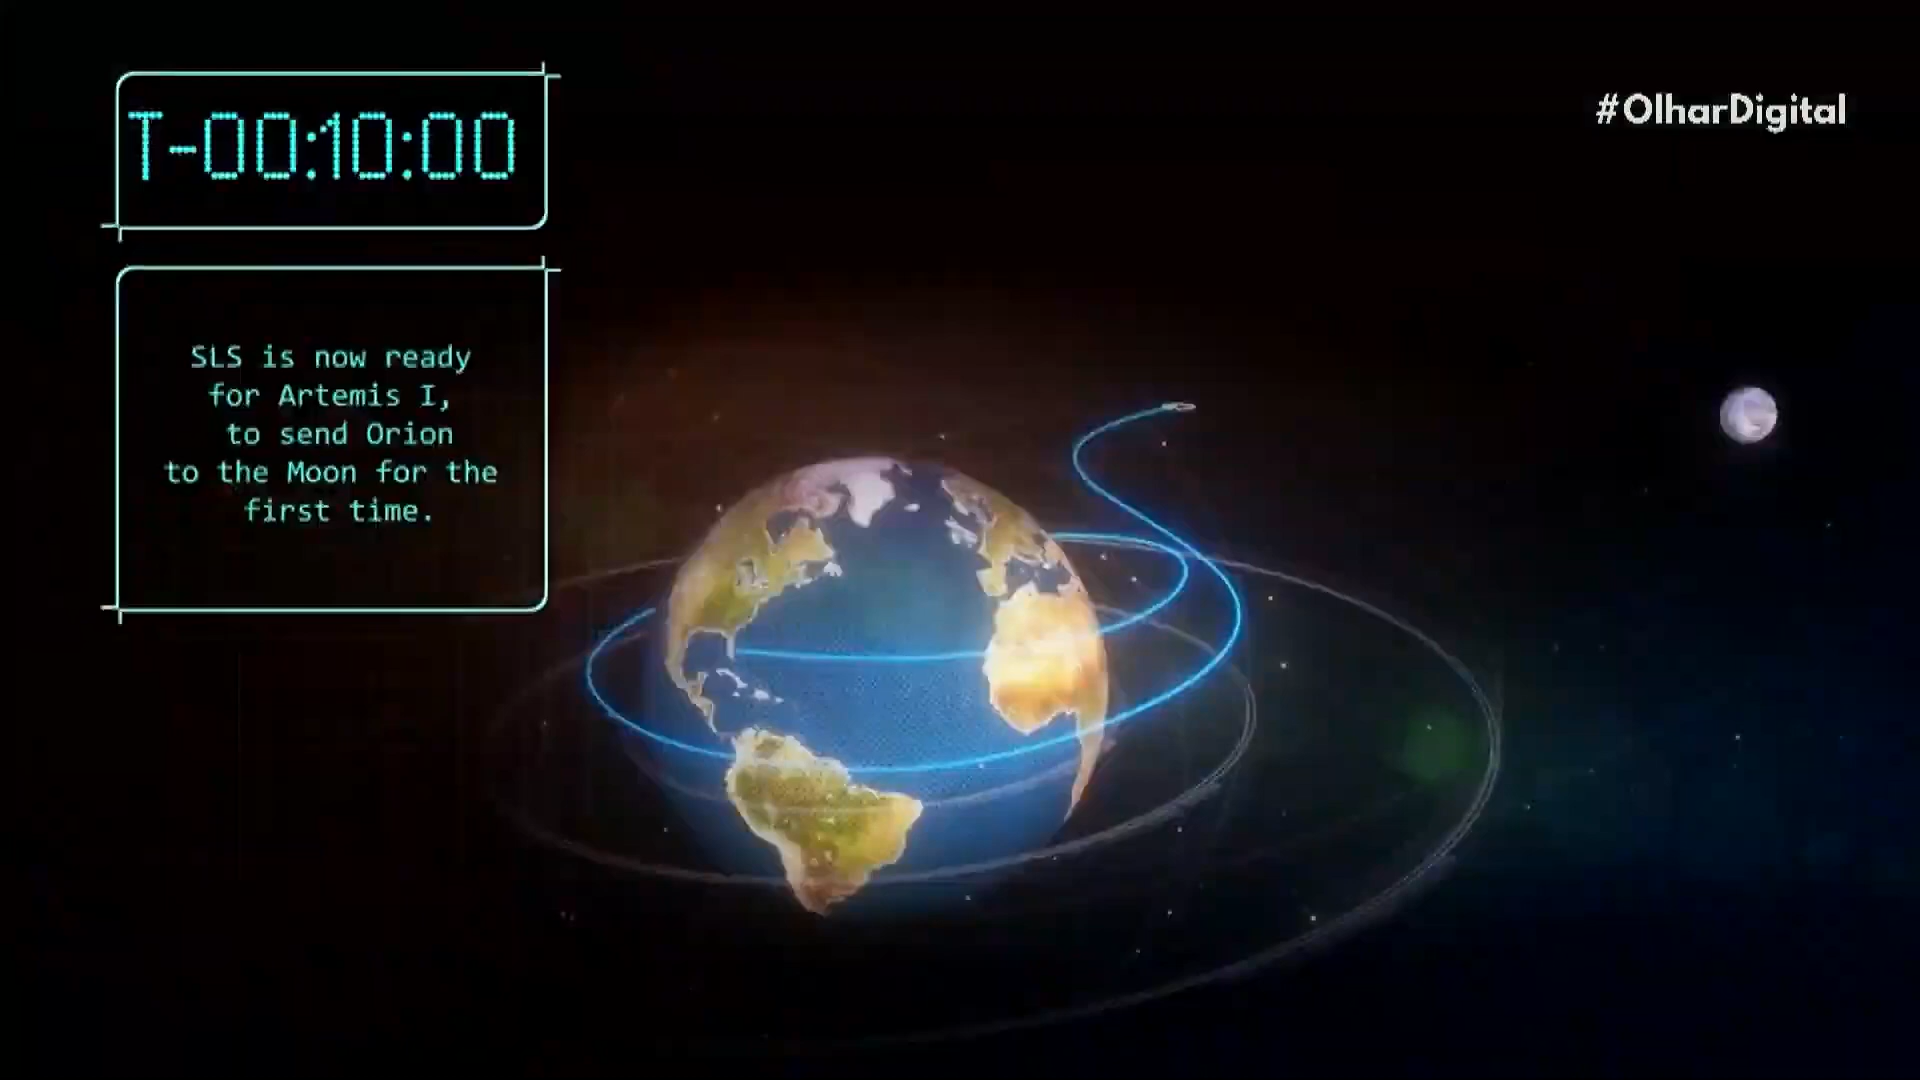 T-00:10:00
#OlharDigital
SLS is now ready
for Artemis I,
to send Orion
to the Moon for the
first time.